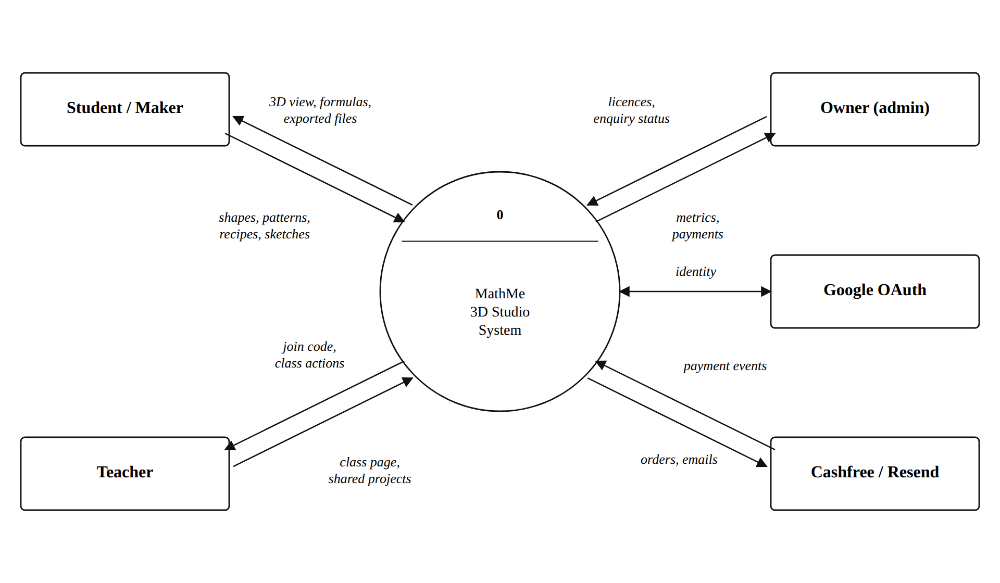 Student / Maker
3D view, formulas,
exported files
licences,
enquiry status
Owner (admin)
shapes, patterns,
recipes, sketches
0
metrics,
payments
MathMe
3D Studio
System
identity
Google OAuth
join code,
class actions
payment events
Teacher
class page,
shared projects
orders, emails
Cashfree / Resend